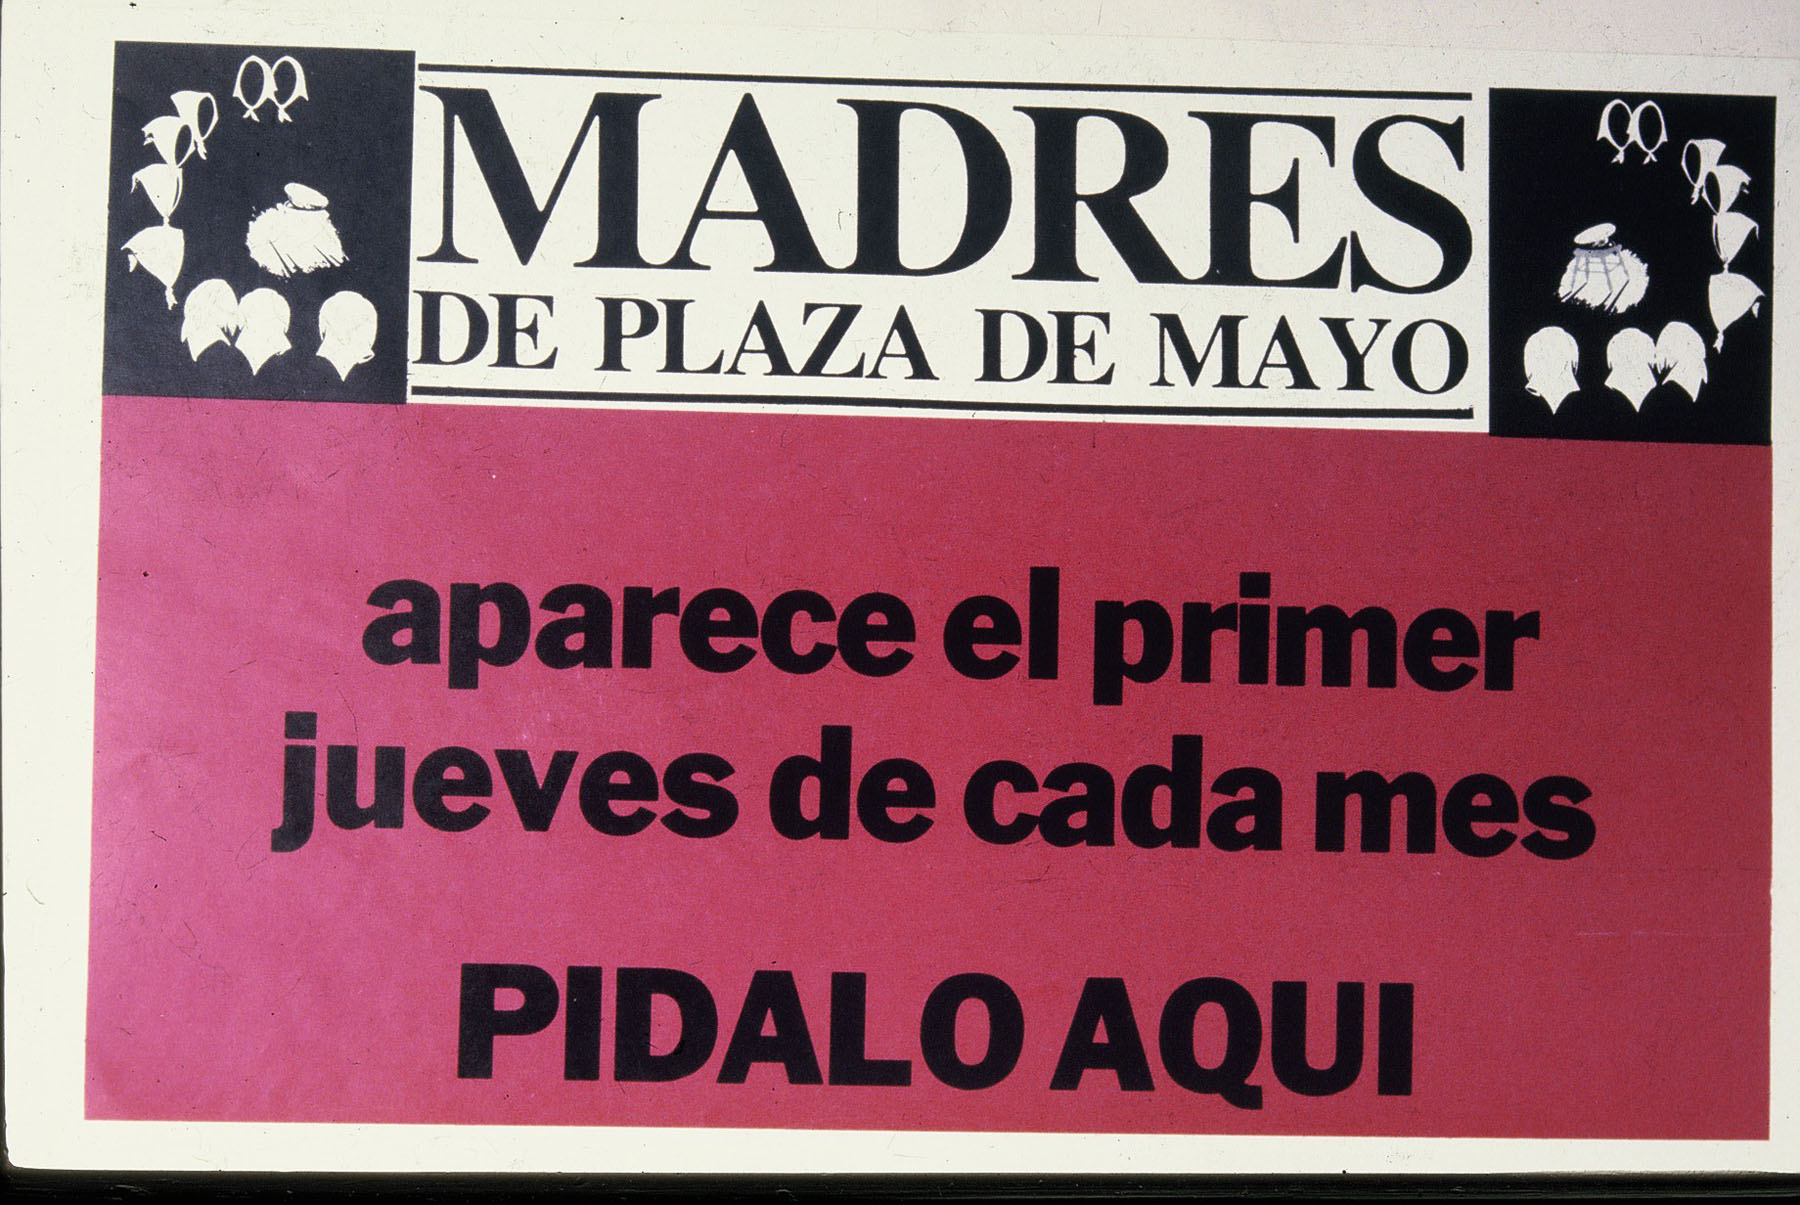 MADRES
DE PLAZA DE MAYO
aparece el primer
jueves de cada mes
PIDALO AQUI